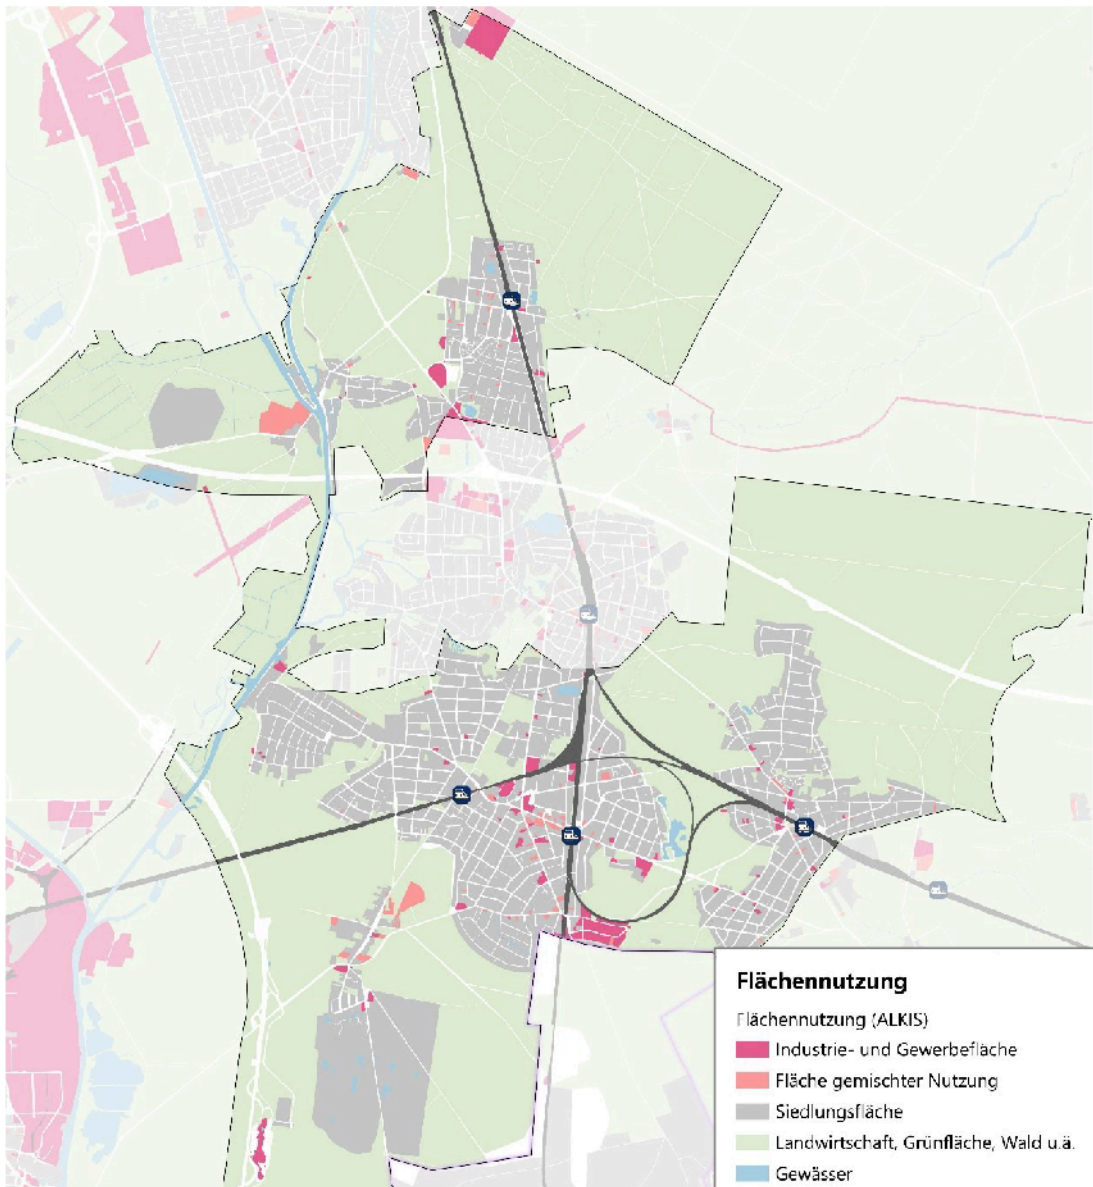 Flächennutzung
Flächennutzung (ALKIS)
Industrie- und Gewerbefläche
Fläche gemischter Nutzung
Siedlungsfläche
Landwirtschaft, Grünfläche, Wald u.ä.
Gewässer